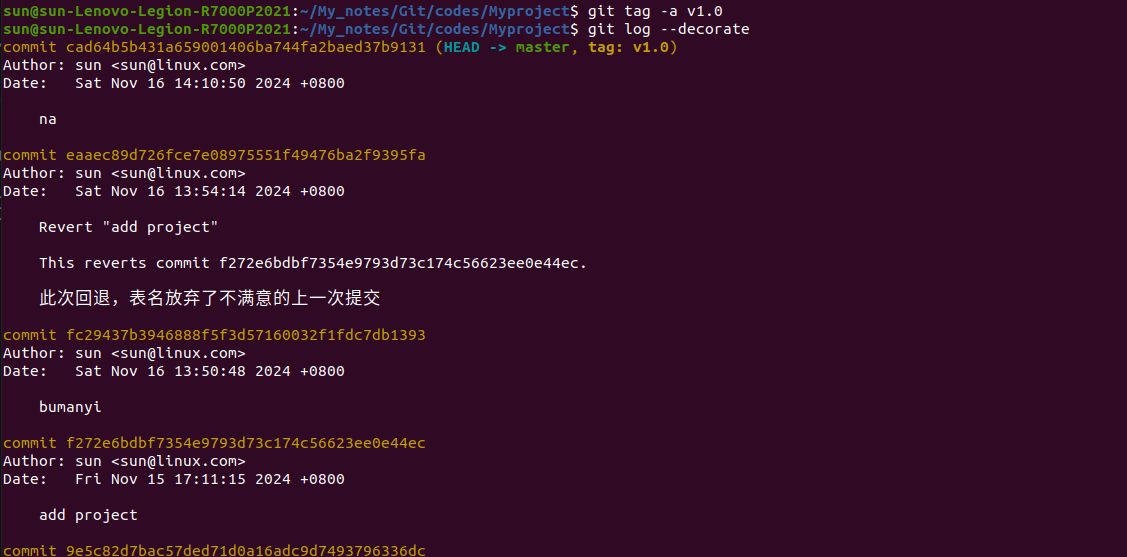 sun@sun-Lenovo-Legion-R7000P2021:~/My_notes/Git/codes/Myproject$ git tag -a v1.0
sun@sun-Lenovo-Legion-R7000P2021:~/My_notes/Git/codes/Myproject$ git log --decorate
commit cad64b5b431a659001406ba744fa2baed37b9131 (HEAD -> master, tag: v1.0)
Author: sun <sun@linux.com>
Date:   Sat Nov 16 14:10:50 2024 +0800
na
commit eaaec89d726fce7e08975551f49476ba2f9395fa
Author: sun <sun@linux.com>
Date:   Sat Nov 16 13:54:14 2024 +0800
Revert "add project"
This reverts commit f272e6bdbf7354e9793d73c174c56623ee0e44ec.
此次回退，表名放弃了不满意的上一次提交
commit fc29437b3946888f5f3d57160032f1fdc7db1393
Author: sun <sun@linux.com>
Date:   Sat Nov 16 13:50:48 2024 +0800
bumanyi
commit f272e6bdbf7354e9793d73c174c56623ee0e44ec
Author: sun <sun@linux.com>
Date:   Fri Nov 15 17:11:15 2024 +0800
add project
commit 9e5c82d7bac57ded71d0a16adc9d7493796336dc